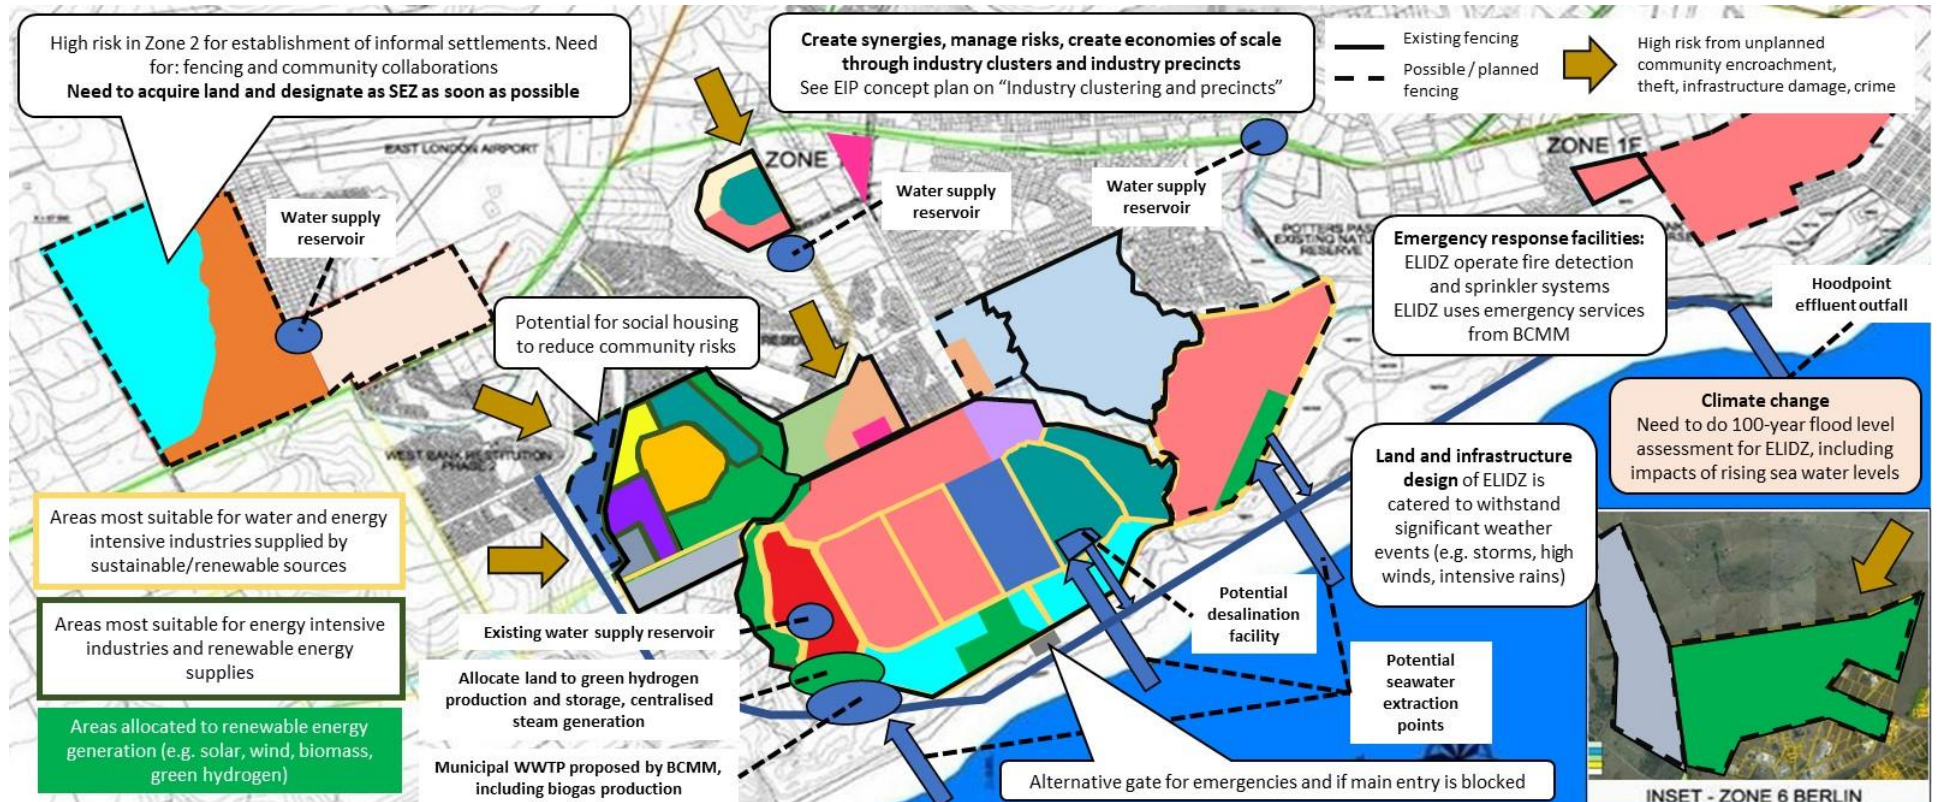 High risk in Zone 2 for establishment of informal settlements. Need
for: fencing and community collaborations
Need to acquire land and designate as SEZ as soon as possible
Create synergies, manage risks, create economies of scale
through industry clusters and industry precincts
See EIP concept plan on “Industry clustering and precincts”
Existing fencing
Possible / planned
fencing
High risk from unplanned
community encroachment,
theft, infrastructure damage, crime
EAST LONDON AIRPORT
ZONE
ZONE 1F
Water supply
reservoir
Water supply
reservoir
Water supply
reservoir
POTTERS PASS
EXISTING NATURE
RESERVE
Emergency response facilities:
ELIDZ operate fire detection
and sprinkler systems
ELIDZ uses emergency services
from BCMM
Hoodpoint
effluent outfall
Potential for social housing
to reduce community risks
Climate change
Need to do 100-year flood level
assessment for ELIDZ, including
impacts of rising sea water levels
WEST BANK RESTITUTION
PHASE 2
Land and infrastructure
design of ELIDZ is
catered to withstand
significant weather
events (e.g. storms, high
winds, intensive rains)
Areas most suitable for water and energy
intensive industries supplied by
sustainable/renewable sources
Areas most suitable for energy intensive
industries and renewable energy
supplies
Areas allocated to renewable energy
generation (e.g. solar, wind, biomass,
green hydrogen)
Existing water supply reservoir
Allocate land to green hydrogen
production and storage, centralised
steam generation
Municipal WWTP proposed by BCMM,
including biogas production
Potential
desalination
facility
Potential
seawater
extraction
points
Alternative gate for emergencies and if main entry is blocked
INSET - ZONE 6 BERLIN